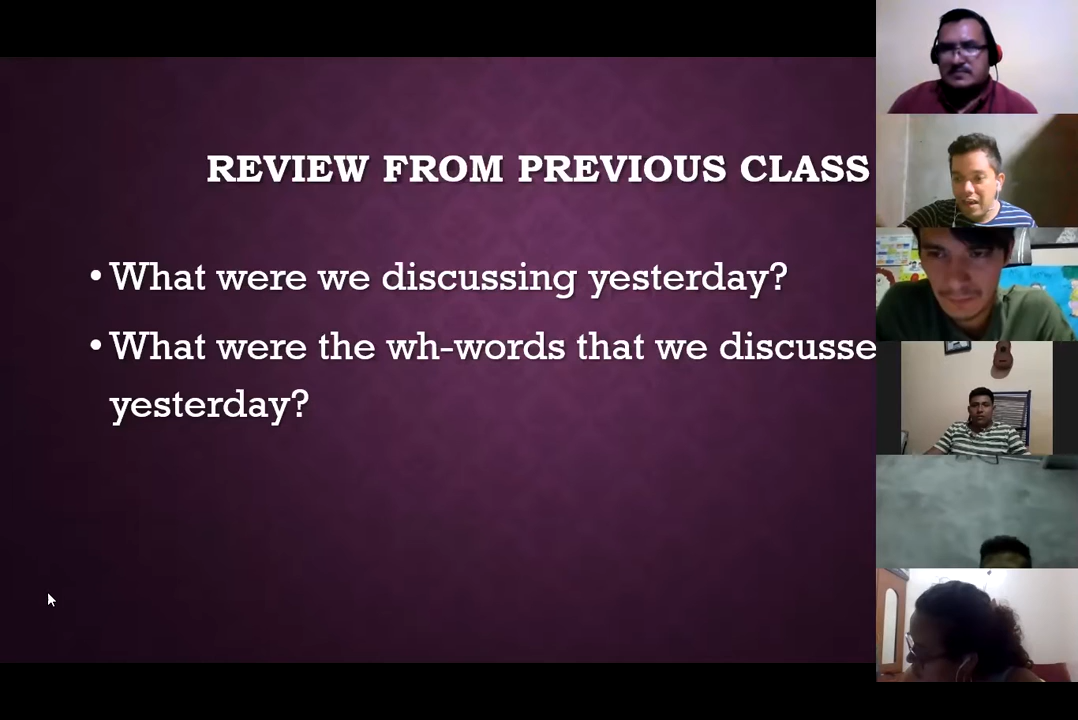 REVIEW FROM PREVIOUS CLASS
• What were we discussing yesterday?
• What were the wh-words that we discusse
yesterday?